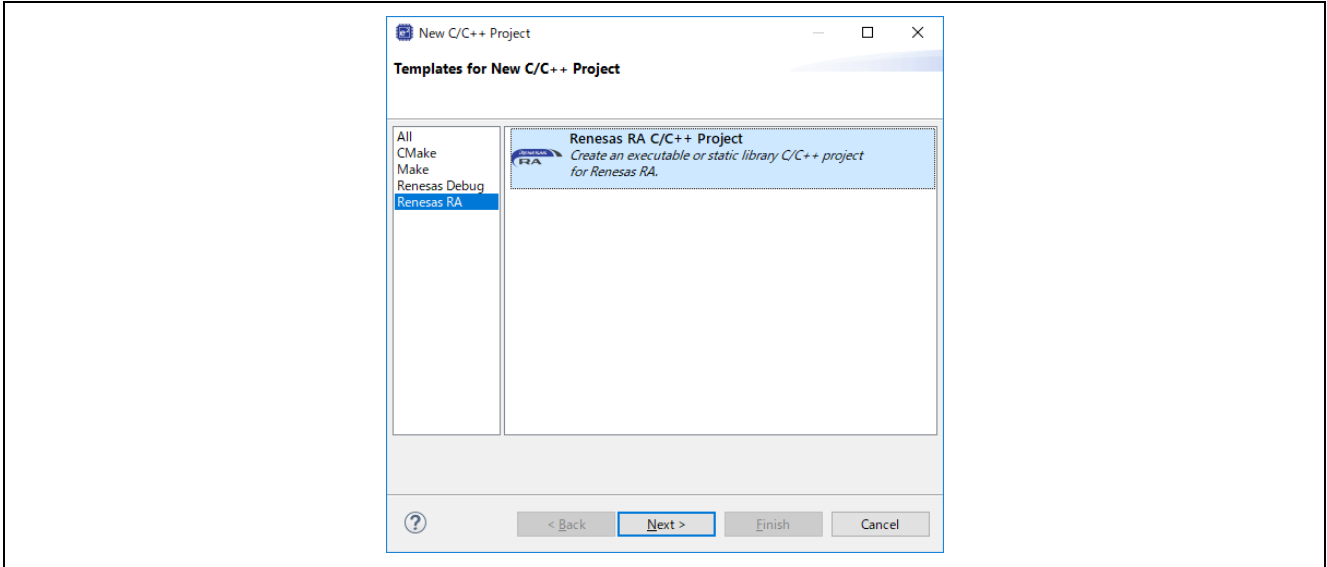 New C/C++ Project
Templates for New C/C++ Project
All
CMake
Make
Renesas Debug
Renesas RA
RENESAS
RA
Renesas RA C/C++ Project
Create an executable or static library C/C++ project
for Renesas RA.
?
< Back
Next >
Finish
Cancel